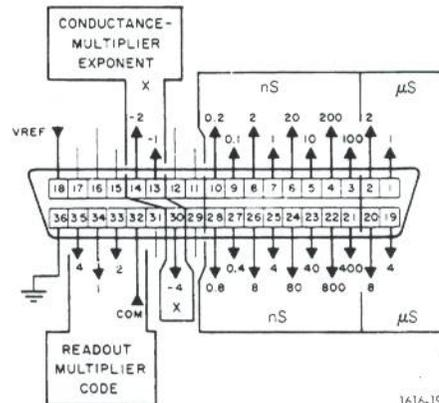 CONDUCTANCE-
MULTIPLIER
EXPONENT
X
nS
μS
-2
0.2
2
20
200
2
VREF
-1
0.1
1
10
100
1
18 17 16 15 14 13 12 11 10 9 8 7 6 5 4 3 2 1
36 35 34 33 32 31 30 29 28 27 26 25 24 23 22 21 20 19
4
2
0.4
4
40
400
4
1
COM
-4
0.8
8
80
800
8
X
nS
μS
READOUT
MULTIPLIER
CODE
1616-19